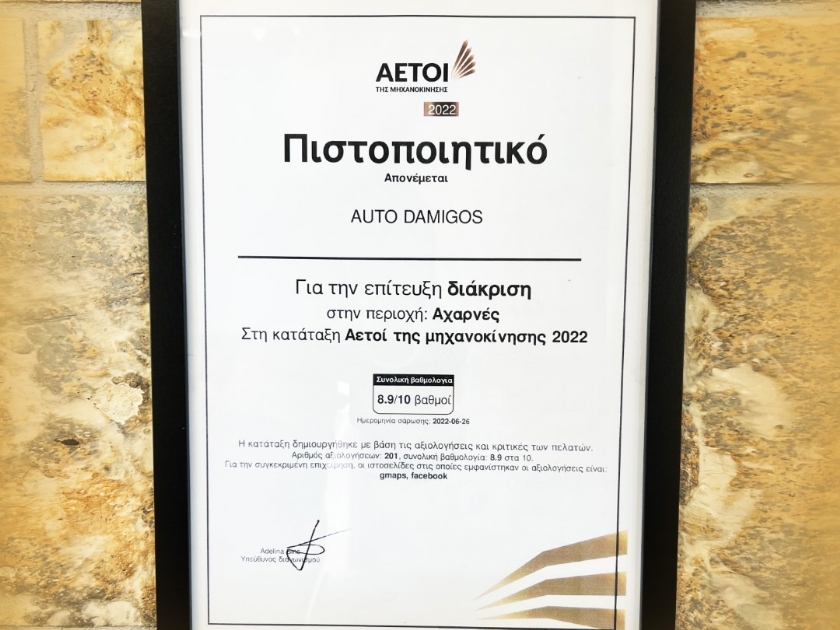 ΑΕΤΟΙ
ΤΗΣ ΜΗΧΑΝΟΚΙΝΗΣΗΣ
2022
Πιστοποιητικό
Απονέμεται
AUTO DAMIGOS
Για την επίτευξη διάκριση
στην περιοχή: Αχαρνές
Στη κατάταξη Αετοί της μηχανοκίνησης 2022
Συνολική βαθμολογία
8.9/10 βαθμοί
Ημερομηνία σάρωσης: 2022-06-26
Η κατάταξη δημιουργήθηκε με βάση τις αξιολογήσεις και κριτικές των πελατών.
Αριθμός αξιολογήσεων: 201, συνολική βαθμολογία: 8.9 στα 10.
Για την συγκεκριμένη επιχείρηση, οι ιστοσελίδες στις οποίες εμφανίστηκαν οι αξιολογήσεις είναι:
gmaps, facebook
Adelina
Υπεύθυνος διαγωνισμού